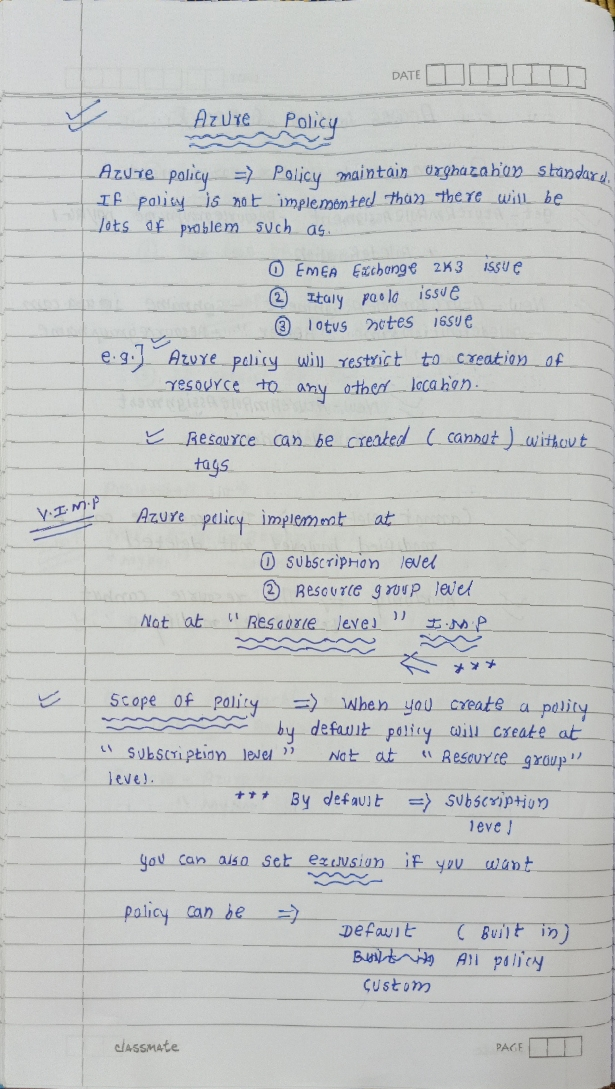 DATE
Azure Policy
Azure policy => Policy maintain orghazation standard.
If policy is not implemented than there will be
lots of problem such as.
① EMEA Exchange 2K3 issue
② Italy paolo issue
③ lotus notes issue
e.g.] Azure policy will restrict to creation of
resource to any other location.
Resource can be created ( cannot ) without
tags
V.I.M.P Azure policy implement at
① subscription level
② Resource group level
Not at " Resource level " I.M.P
***
Scope of Policy => When you create a policy
by default policy will create at
" subscription level " Not at " Resource group "
level.
*** By default => subscription
level
you can also set exclusion if you want
policy can be =>
Default ( Built in )
Built in All policy
custom
classmate PAGE